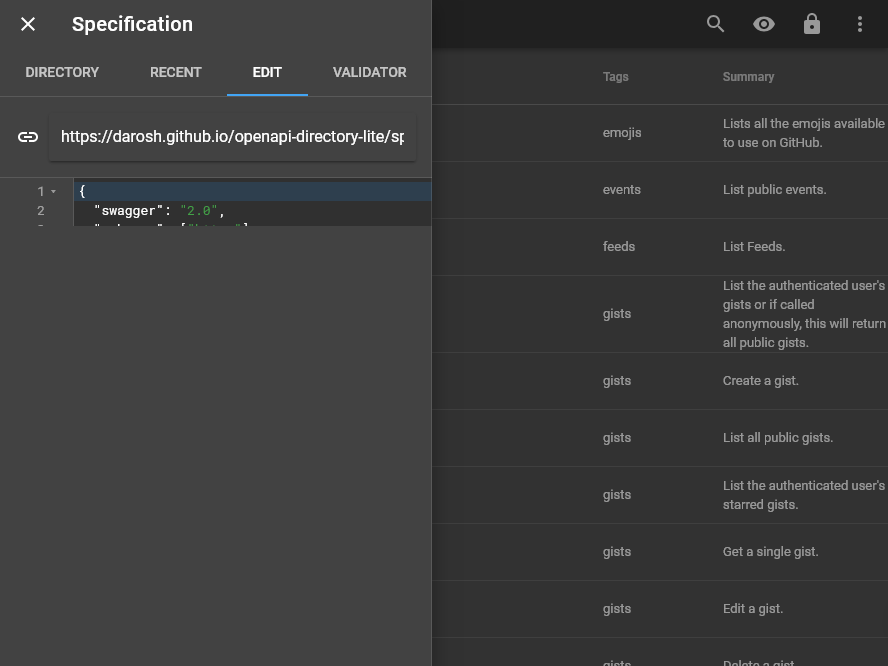 Specification
DIRECTORY
RECENT
EDIT
VALIDATOR
https://darosh.github.io/openapi-directory-lite/sp
1
{
2
"swagger": "2.0",
Tags
Summary
emojis
Lists all the emojis available
to use on GitHub.
events
List public events.
feeds
List Feeds.
gists
List the authenticated user's
gists or if called
anonymously, this will return
all public gists.
gists
Create a gist.
gists
List all public gists.
gists
List the authenticated user's
starred gists.
gists
Get a single gist.
gists
Edit a gist.
gists
Delete a gist.